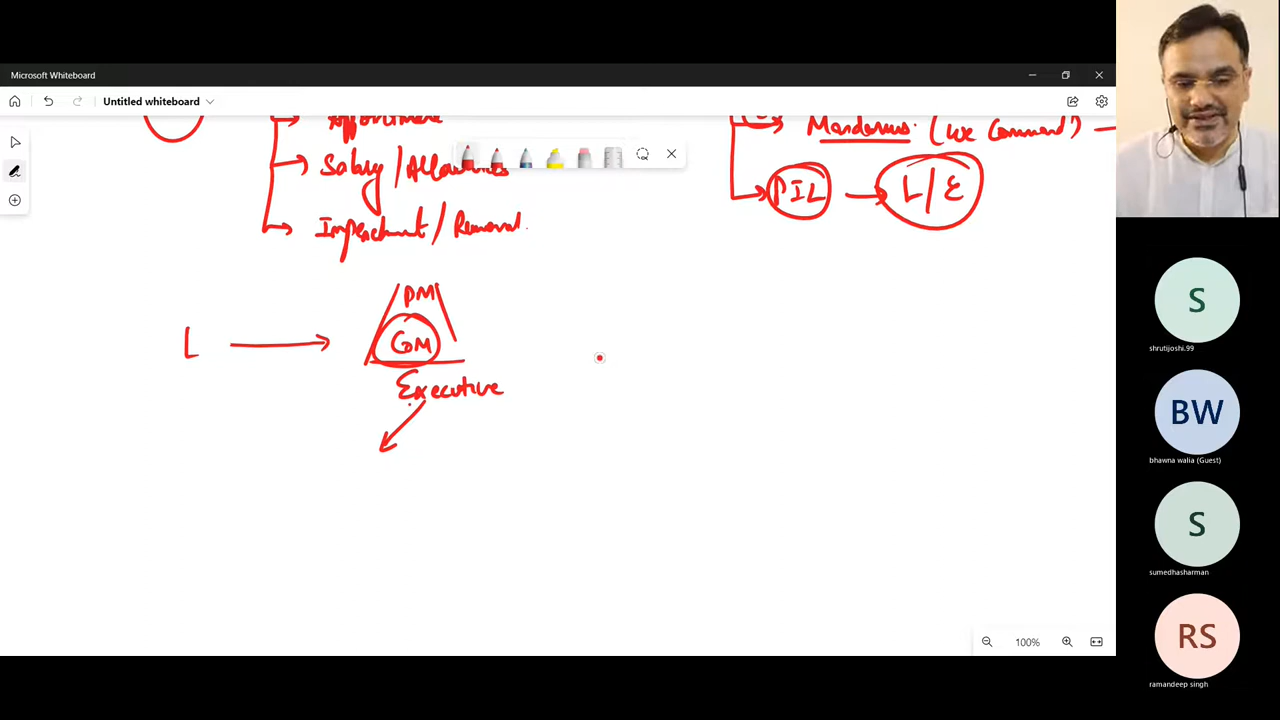 Microsoft Whiteboard
Untitled whiteboard
Appointment
Salary / Allowances
Impeachment / Removal
Mandamus. (We Command)
PIL → L/E
PM
L → COM
Executive
100%
S
shrutijoshi.99
BW
bhawna walia (Guest)
S
sumedhasharman
RS
ramandeep singh